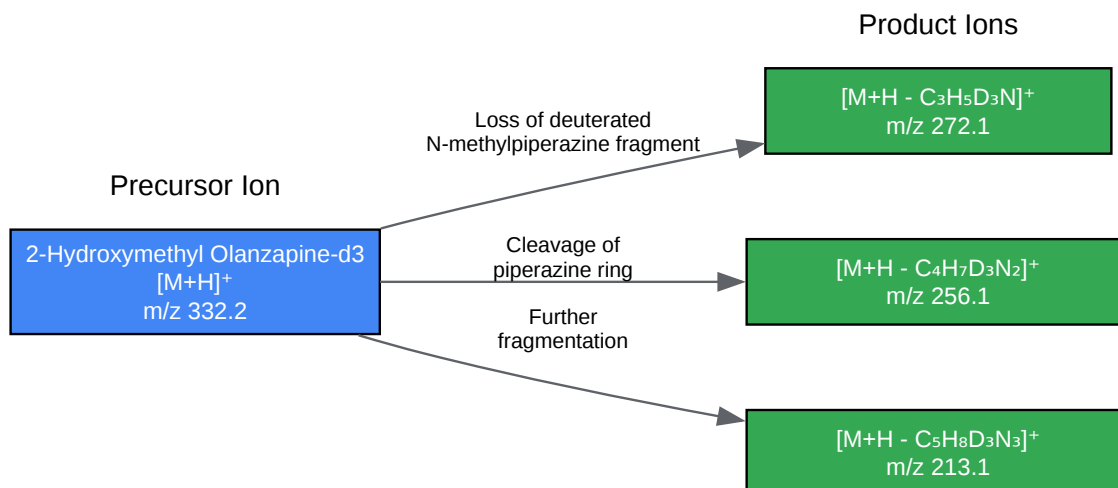 Product Ions
[M+H - C₃H₅D₃N]⁺
m/z 272.1
Loss of deuterated
N-methylpiperazine fragment
Precursor Ion
2-Hydroxymethyl Olanzapine-d3
[M+H]⁺
m/z 332.2
Cleavage of
piperazine ring
[M+H - C₄H₇D₃N₂]⁺
m/z 256.1
Further
fragmentation
[M+H - C₅H₈D₃N₃]⁺
m/z 213.1